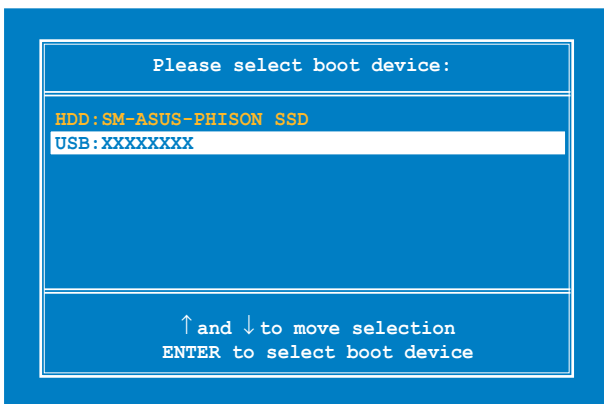 Please select boot device:
HDD:SM-ASUS-PHISON SSD
USB:XXXXXXXX
↑and ↓to move selection
ENTER to select boot device